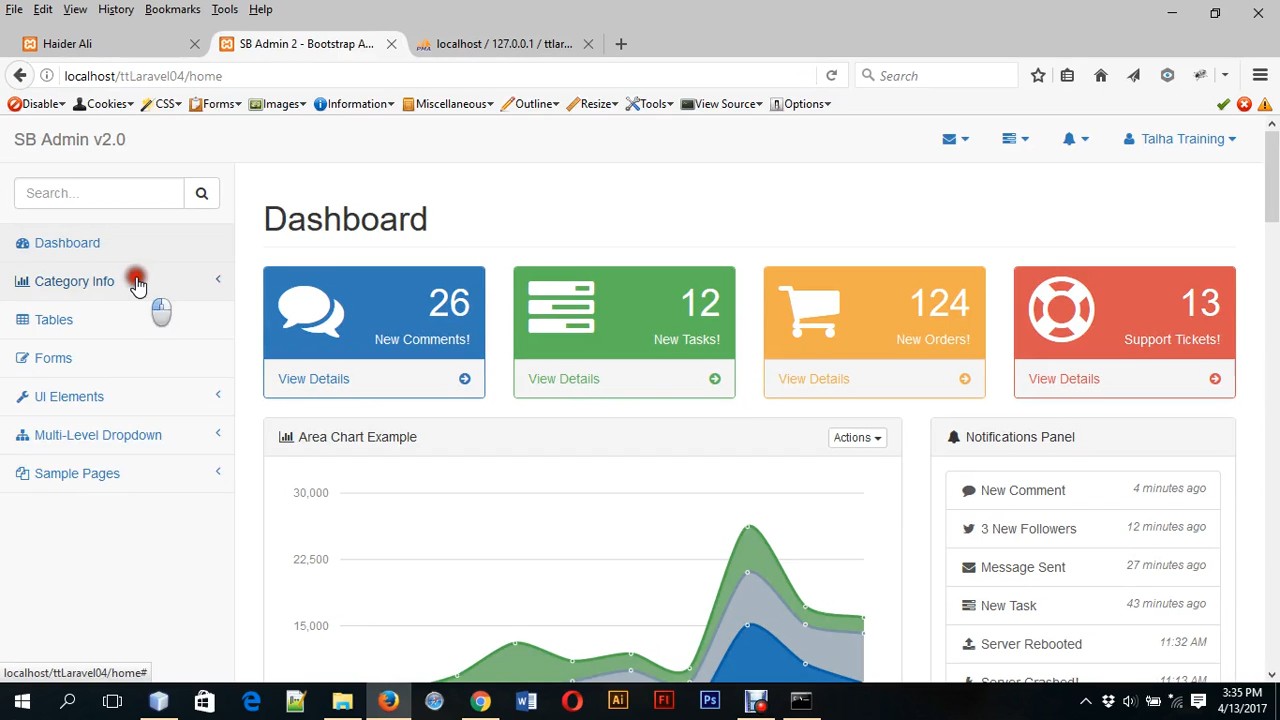 File Edit View History Bookmarks Tools Help
Haider Ali
SB Admin 2 - Bootstrap A...
localhost / 127.0.0.1 / ttlar...
localhost/ttLaravel04/home
Search
Disable Cookies CSS Forms Images Information Miscellaneous Outline Resize Tools View Source Options
SB Admin v2.0
Talha Training
Search...
Dashboard
Category Info
Tables
Forms
UI Elements
Multi-Level Dropdown
Sample Pages
Dashboard
26
New Comments!
View Details
12
New Tasks!
View Details
124
New Orders!
View Details
13
Support Tickets!
View Details
Area Chart Example
Actions
30,000
22,500
15,000
Notifications Panel
New Comment 4 minutes ago
3 New Followers 12 minutes ago
Message Sent 27 minutes ago
New Task 43 minutes ago
Server Rebooted 11:32 AM
Server Crashed!
localhost/ttLaravel04/home#
Ai
Fl
Ps
3:35 PM
4/13/2017